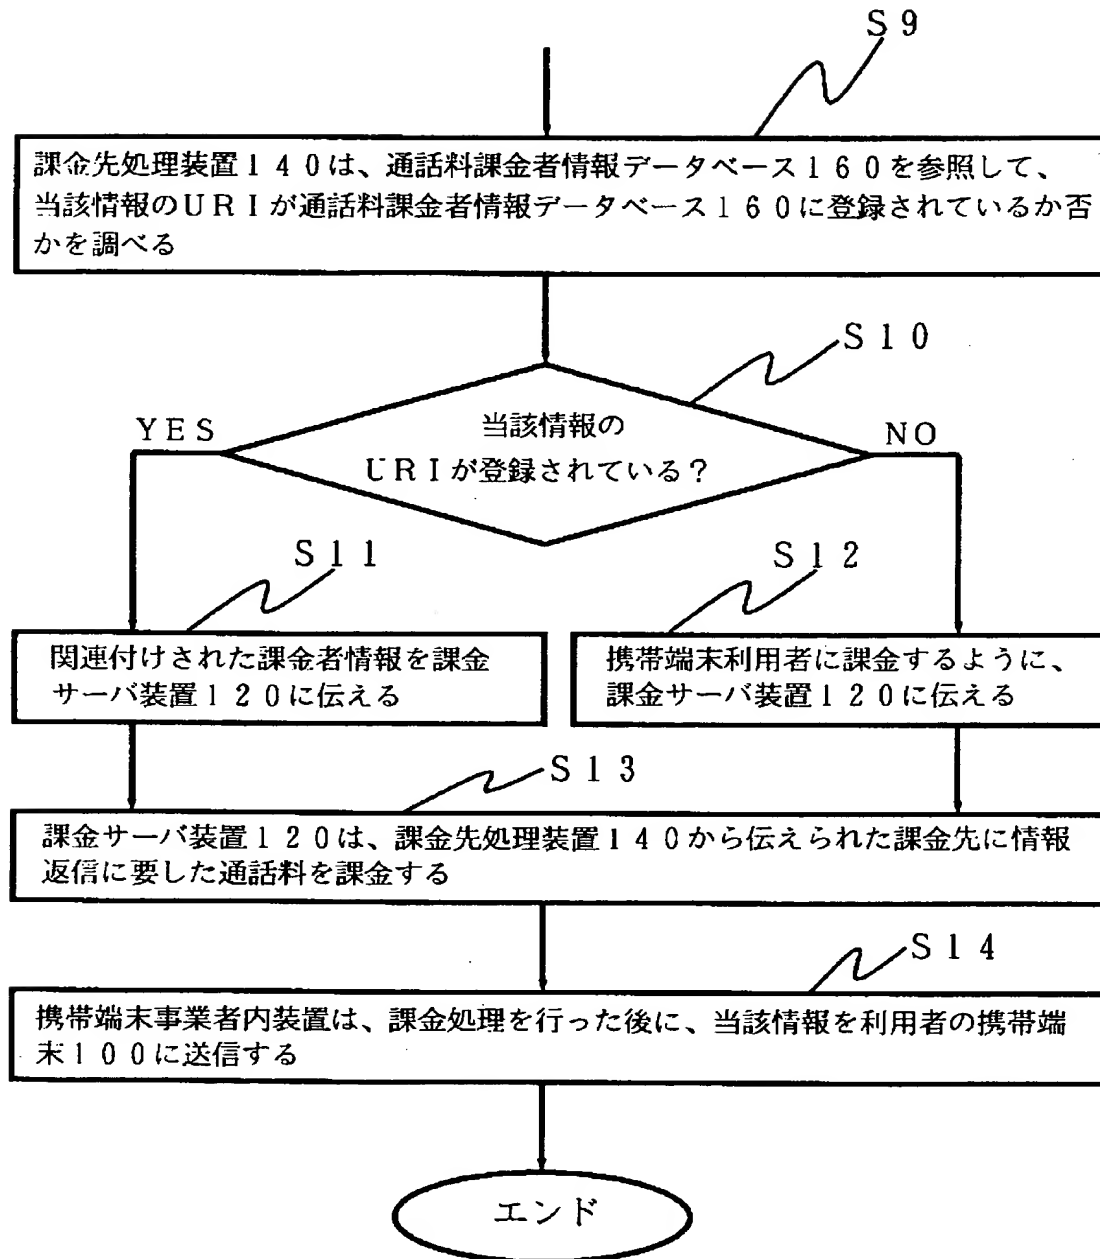 S9
課金先処理装置140は、通話料課金者情報データベース160を参照して、
当該情報のURIが通話料課金者情報データベース160に登録されているか否
かを調べる
S10
YES
当該情報の
URIが登録されている?
NO
S11
S12
関連付けされた課金者情報を課金
サーバ装置120に伝える
携帯端末利用者に課金するように、
課金サーバ装置120に伝える
S13
課金サーバ装置120は、課金先処理装置140から伝えられた課金先に情報
返信に要した通話料を課金する
S14
携帯端末事業者内装置は、課金処理を行った後に、当該情報を利用者の携帯端
末100に送信する
エンド